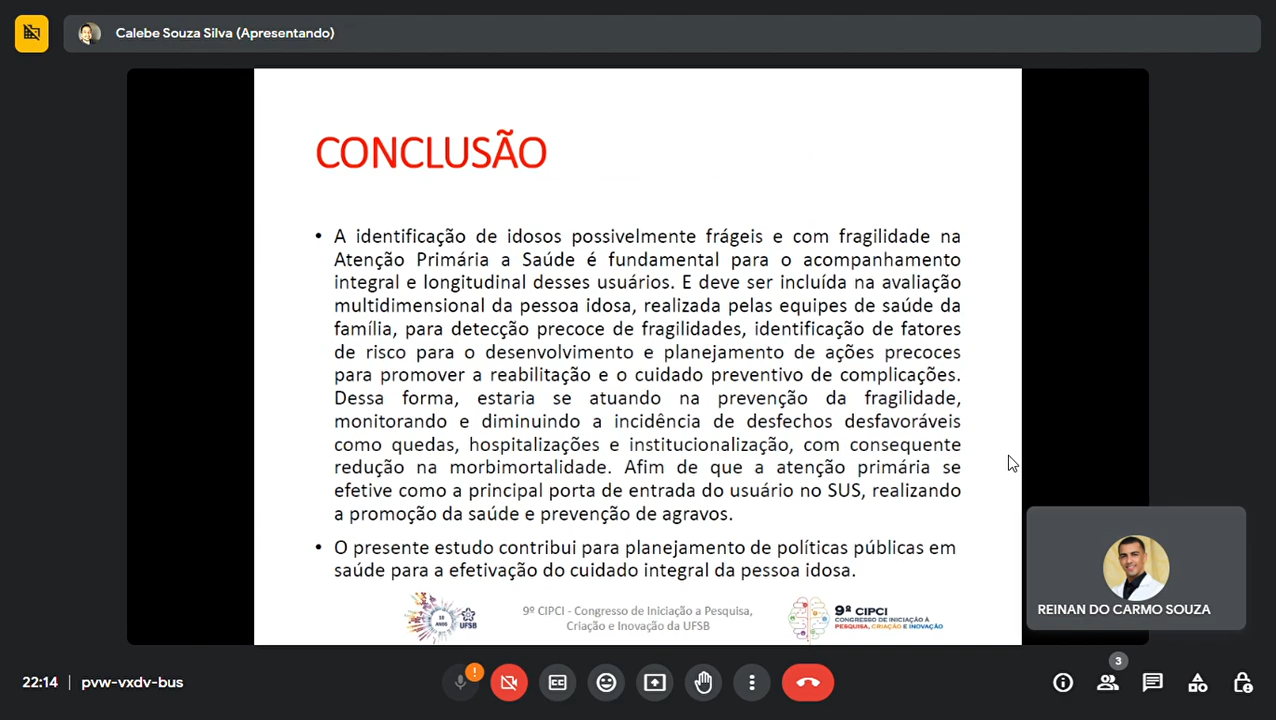 Calebe Souza Silva (Apresentando)
CONCLUSÃO
• A identificação de idosos possivelmente frágeis e com fragilidade na
Atenção Primária a Saúde é fundamental para o acompanhamento
integral e longitudinal desses usuários. E deve ser incluída na avaliação
multidimensional da pessoa idosa, realizada pelas equipes de saúde da
família, para detecção precoce de fragilidades, identificação de fatores
de risco para o desenvolvimento e planejamento de ações precoces
para promover a reabilitação e o cuidado preventivo de complicações.
Dessa forma, estaria se atuando na prevenção da fragilidade,
monitorando e diminuindo a incidência de desfechos desfavoráveis
como quedas, hospitalizações e institucionalização, com consequente
redução na morbimortalidade. Afim de que a atenção primária se
efetive como a principal porta de entrada do usuário no SUS, realizando
a promoção da saúde e prevenção de agravos.
• O presente estudo contribui para planejamento de políticas públicas em
saúde para o efetivação do cuidado integral da pessoa idosa.
10
ANOS
UFSB
9º CIPCI - Congresso de Iniciação a Pesquisa,
Criação e Inovação da UFSB
9º CIPCI
CONGRESSO DE INICIAÇÃO À
PESQUISA, CRIAÇÃO E INOVAÇÃO
REINAN DO CARMO SOUZA
22:14 | pvw-vxdv-bus
3